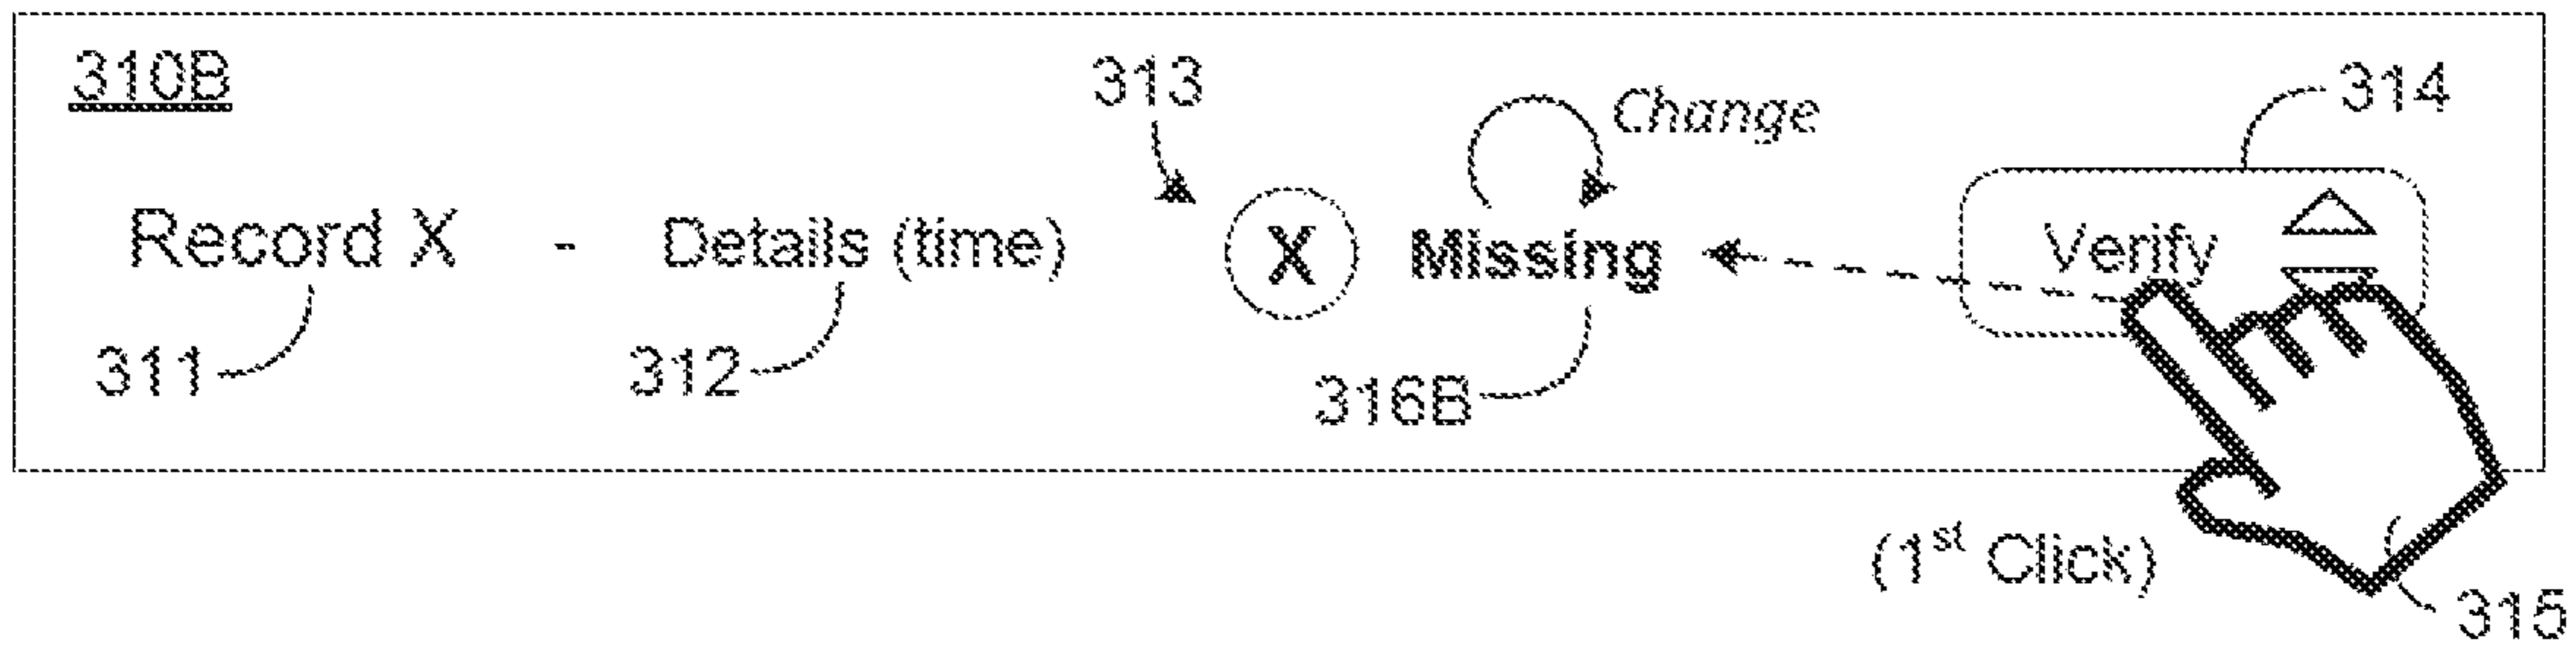 310B
313
Change
314
Record X - Details (time) X Missing Verify
311
312
316B
(1st Click)
315